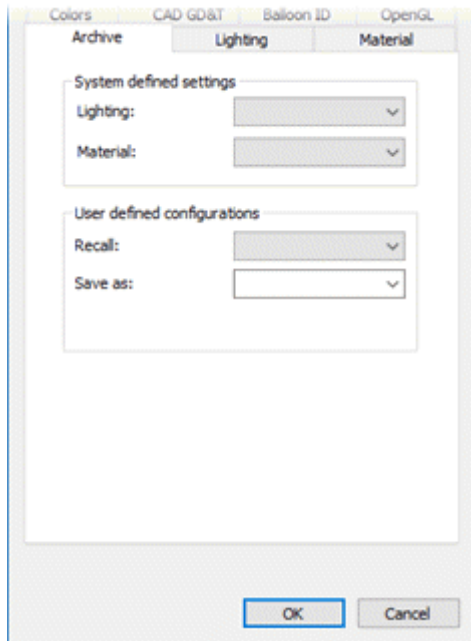 Colors CAD GD&T Balloon ID OpenGL
Archive Lighting Material
System defined settings
Lighting:
Material:
User defined configurations
Recall:
Save as:
OK Cancel